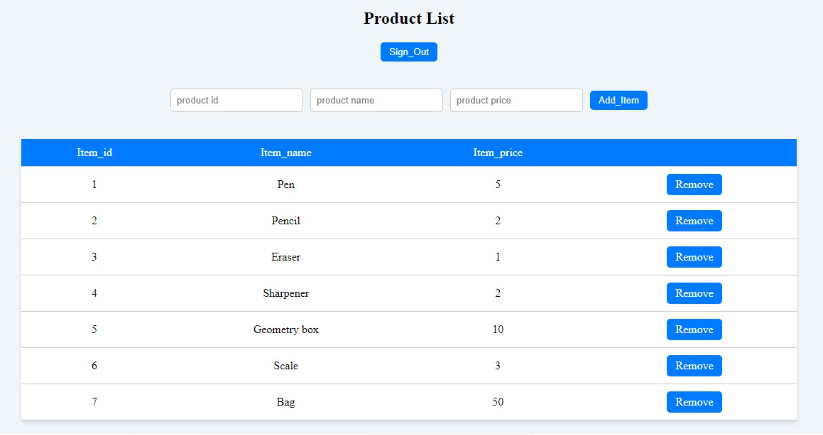 Product List
Sign_Out
product id product name product price Add_Item
Item_id Item_name Item_price
1 Pen 5 Remove
2 Pencil 2 Remove
3 Eraser 1 Remove
4 Sharpener 2 Remove
5 Geometry box 10 Remove
6 Scale 3 Remove
7 Bag 50 Remove